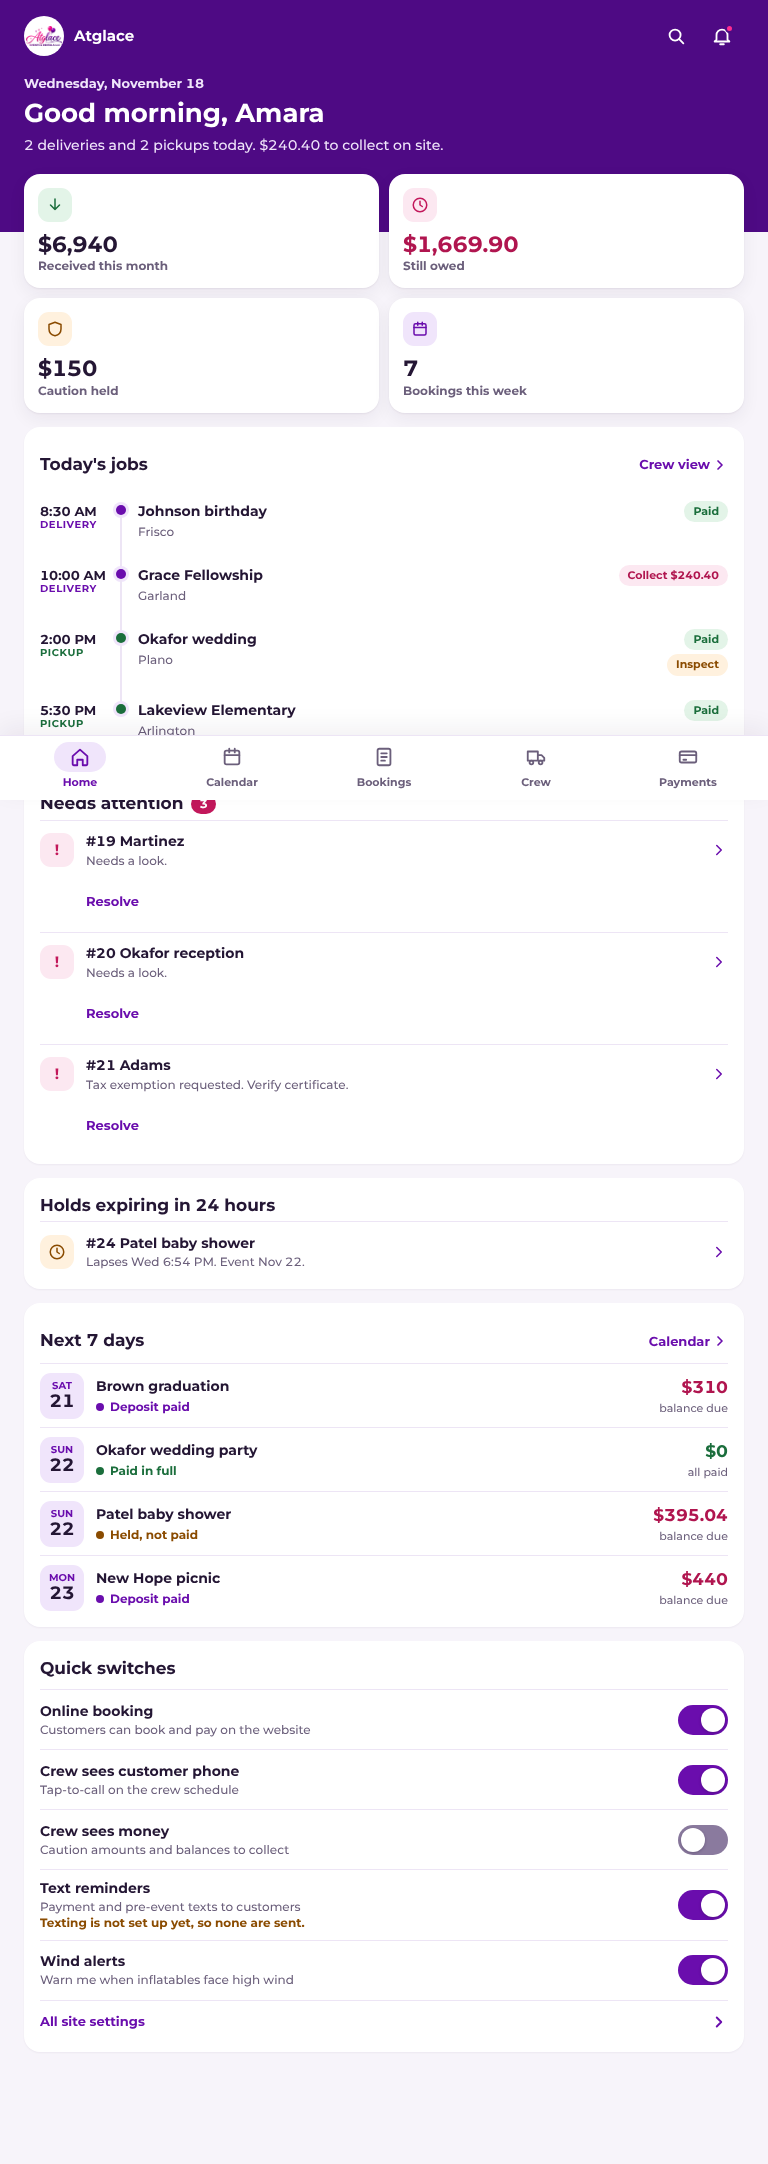 Atglace
Atglace
Wednesday, November 18
Good morning, Amara
2 deliveries and 2 pickups today. $240.40 to collect on site.
$6,940
Received this month
$1,669.90
Still owed
$150
Caution held
7
Bookings this week
Today's jobs
Crew view
8:30 AM
DELIVERY
Johnson birthday
Frisco
Paid
10:00 AM
DELIVERY
Grace Fellowship
Garland
Collect $240.40
2:00 PM
PICKUP
Okafor wedding
Plano
Paid
Inspect
5:30 PM
PICKUP
Lakeview Elementary
Arlington
Paid
Home
Calendar
Bookings
Crew
Payments
Needs attention 3
! #19 Martinez
Needs a look.
Resolve
! #20 Okafor reception
Needs a look.
Resolve
! #21 Adams
Tax exemption requested. Verify certificate.
Resolve
Holds expiring in 24 hours
#24 Patel baby shower
Lapses Wed 6:54 PM. Event Nov 22.
Next 7 days
Calendar
SAT
21
Brown graduation
Deposit paid
$310
balance due
SUN
22
Okafor wedding party
Paid in full
$0
all paid
SUN
22
Patel baby shower
Held, not paid
$395.04
balance due
MON
23
New Hope picnic
Deposit paid
$440
balance due
Quick switches
Online booking
Customers can book and pay on the website
Crew sees customer phone
Tap-to-call on the crew schedule
Crew sees money
Caution amounts and balances to collect
Text reminders
Payment and pre-event texts to customers
Texting is not set up yet, so none are sent.
Wind alerts
Warn me when inflatables face high wind
All site settings